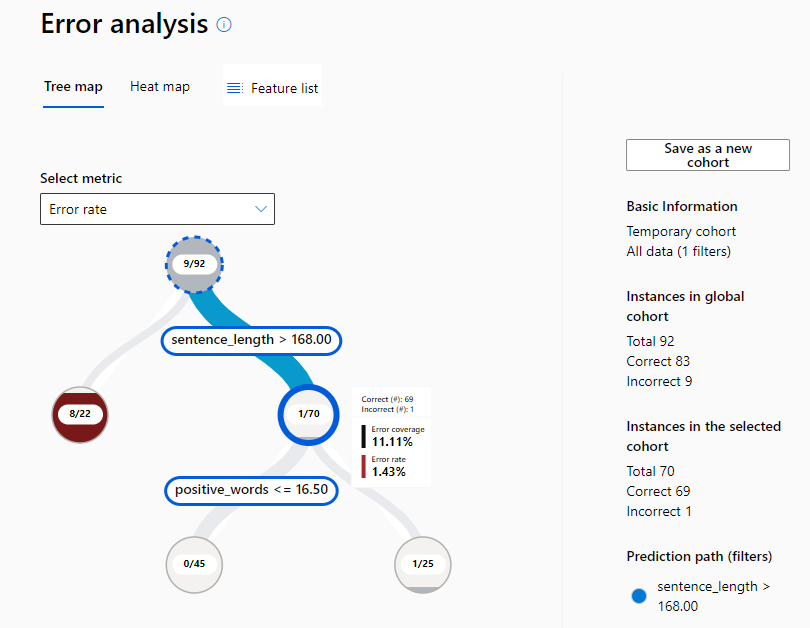 Error analysis
Tree map
Heat map
Feature list
Select metric
Error rate
9/92
sentence_length > 168.00
8/22
1/70
Correct (#): 69
Incorrect (#): 1
Error coverage
11.11%
Error rate
1.43%
positive_words <= 16.50
0/45
1/25
Save as a new
cohort
Basic Information
Temporary cohort
All data (1 filters)
Instances in global
cohort
Total 92
Correct 83
Incorrect 9
Instances in the selected
cohort
Total 70
Correct 69
Incorrect 1
Prediction path (filters)
sentence_length >
168.00